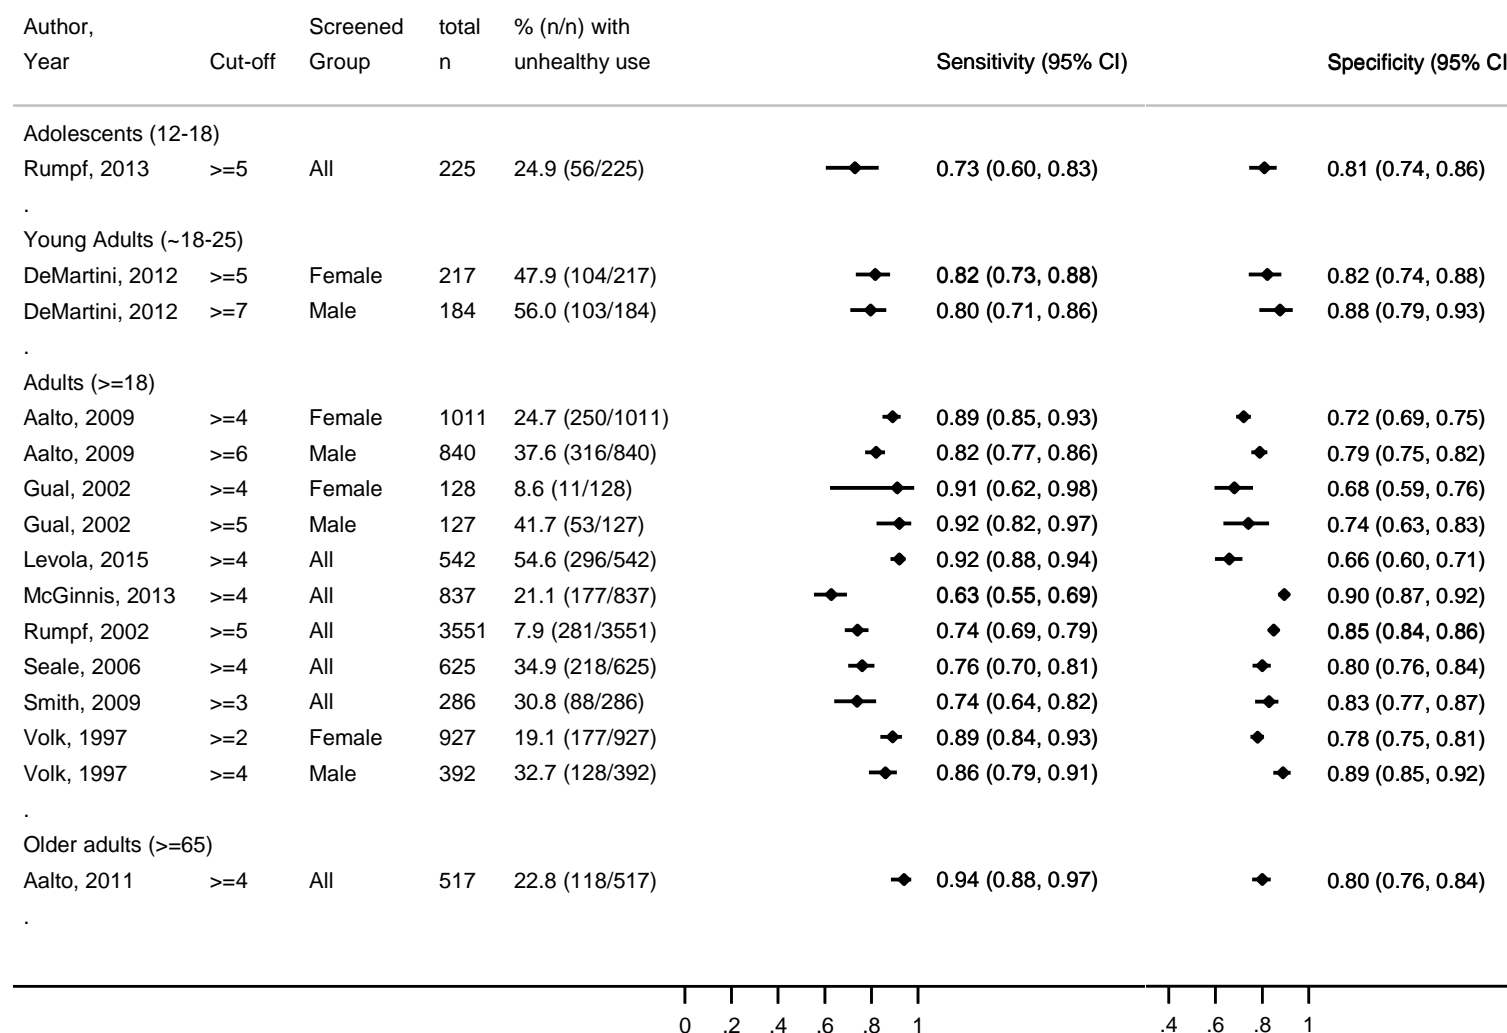 Author, Screened total % (n/n) with
Year Cut-off Group n unhealthy use Sensitivity (95% CI) Specificity (95% CI
Adolescents (12-18)
Rumpf, 2013 >=5 All 225 24.9 (56/225) 0.73 (0.60, 0.83) 0.81 (0.74, 0.86)
.
Young Adults (~18-25)
DeMartini, 2012 >=5 Female 217 47.9 (104/217) 0.82 (0.73, 0.88) 0.82 (0.74, 0.88)
DeMartini, 2012 >=7 Male 184 56.0 (103/184) 0.80 (0.71, 0.86) 0.88 (0.79, 0.93)
.
Adults (>=18)
Aalto, 2009 >=4 Female 1011 24.7 (250/1011) 0.89 (0.85, 0.93) 0.72 (0.69, 0.75)
Aalto, 2009 >=6 Male 840 37.6 (316/840) 0.82 (0.77, 0.86) 0.79 (0.75, 0.82)
Gual, 2002 >=4 Female 128 8.6 (11/128) 0.91 (0.62, 0.98) 0.68 (0.59, 0.76)
Gual, 2002 >=5 Male 127 41.7 (53/127) 0.92 (0.82, 0.97) 0.74 (0.63, 0.83)
Levola, 2015 >=4 All 542 54.6 (296/542) 0.92 (0.88, 0.94) 0.66 (0.60, 0.71)
McGinnis, 2013 >=4 All 837 21.1 (177/837) 0.63 (0.55, 0.69) 0.90 (0.87, 0.92)
Rumpf, 2002 >=5 All 3551 7.9 (281/3551) 0.74 (0.69, 0.79) 0.85 (0.84, 0.86)
Seale, 2006 >=4 All 625 34.9 (218/625) 0.76 (0.70, 0.81) 0.80 (0.76, 0.84)
Smith, 2009 >=3 All 286 30.8 (88/286) 0.74 (0.64, 0.82) 0.83 (0.77, 0.87)
Volk, 1997 >=2 Female 927 19.1 (177/927) 0.89 (0.84, 0.93) 0.78 (0.75, 0.81)
Volk, 1997 >=4 Male 392 32.7 (128/392) 0.86 (0.79, 0.91) 0.89 (0.85, 0.92)
.
Older adults (>=65)
Aalto, 2011 >=4 All 517 22.8 (118/517) 0.94 (0.88, 0.97) 0.80 (0.76, 0.84)
.
0 .2 .4 .6 .8 1 .4 .6 .8 1